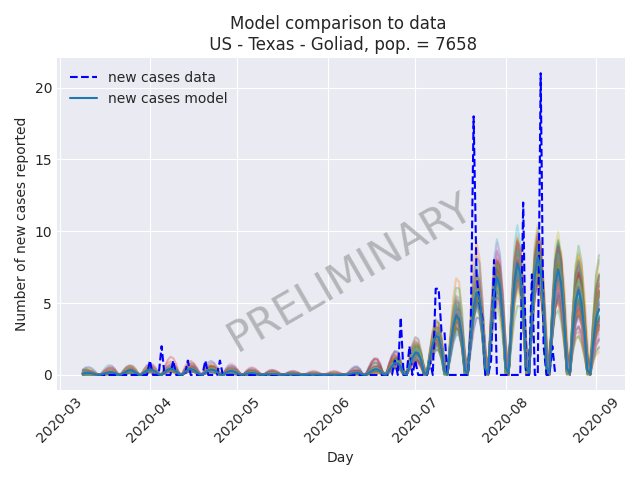 Model comparison to data
US - Texas - Goliad, pop. = 7658
new cases data
new cases model
PRELIMINARY
Number of new cases reported
20
15
10
5
0
2020-03
2020-04
2020-05
2020-06
2020-07
2020-08
2020-09
Day